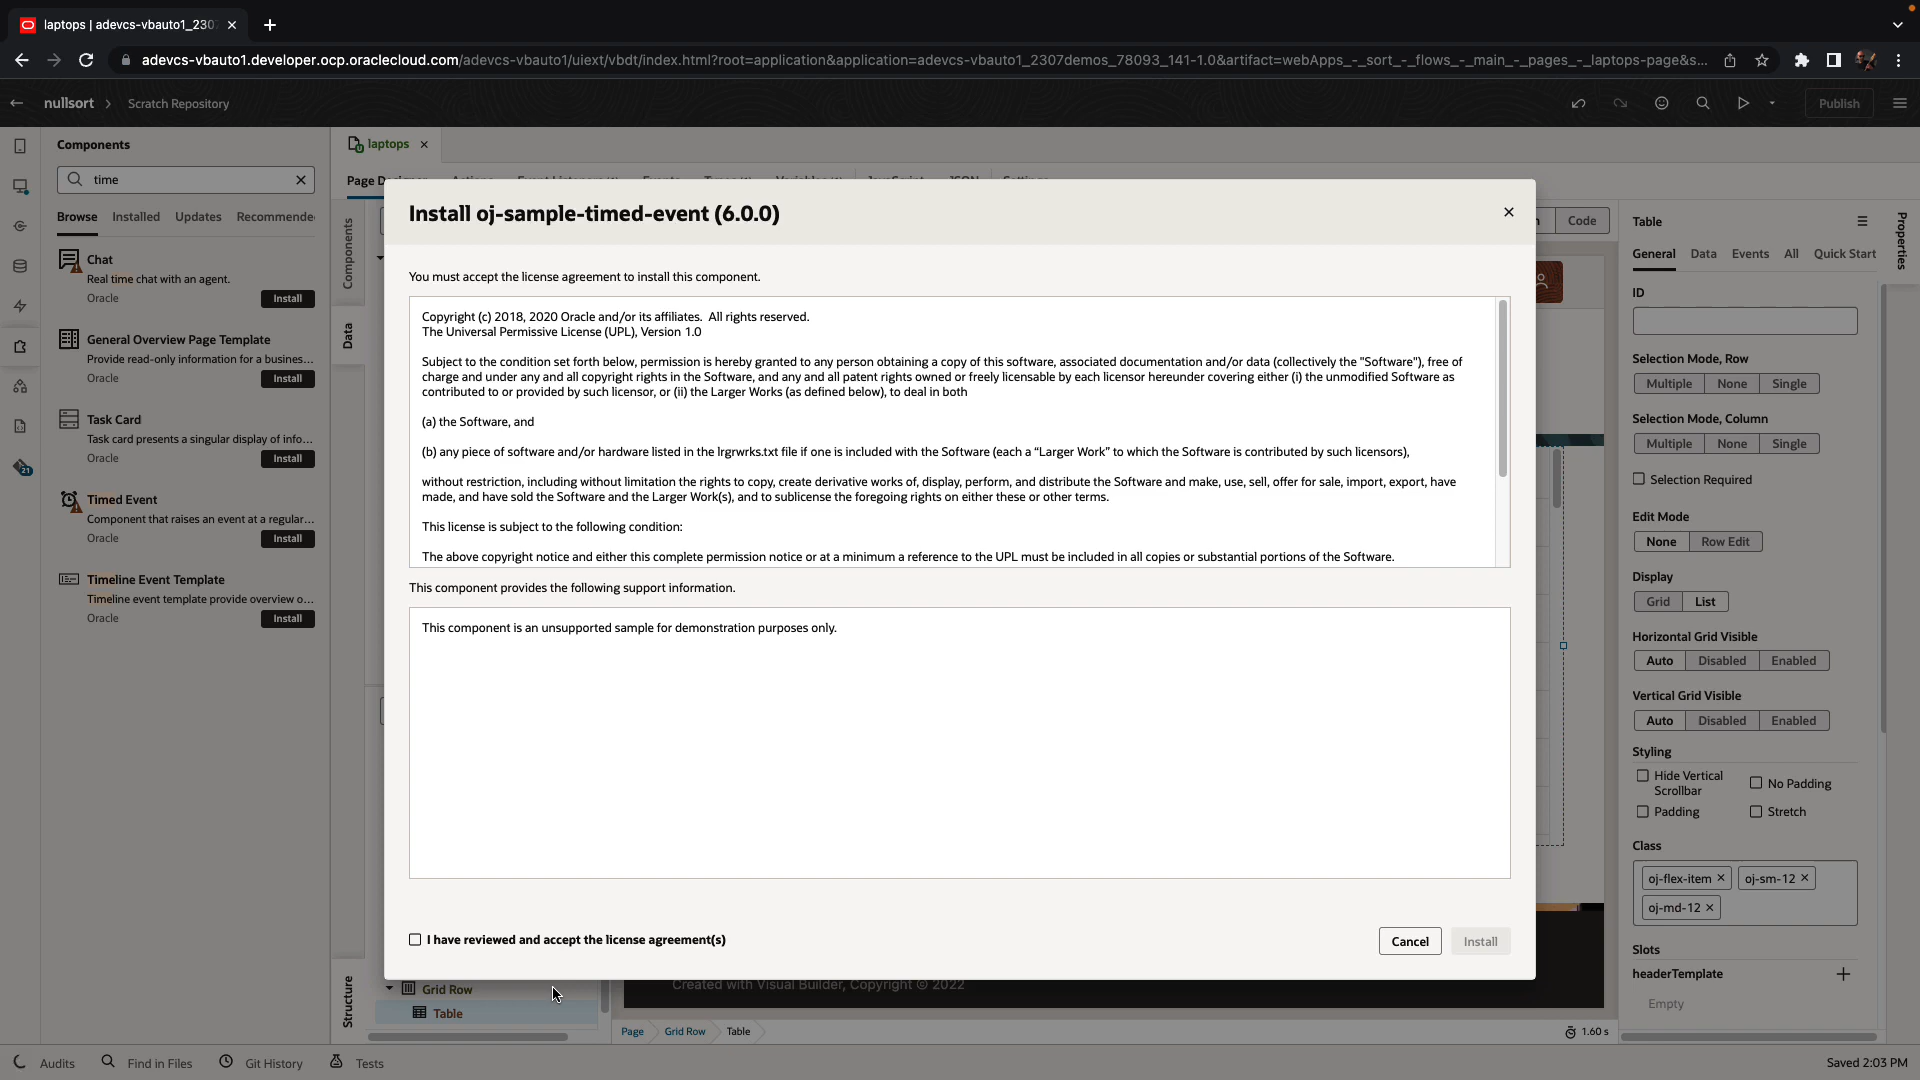 laptops | adevcs-vbauto1_230
adevcs-vbauto1.developer.ocp.oraclecloud.com/adevcs-vbauto1/uiext/vbdt/index.html?root=application&application=adevcs-vbauto1_2307demos_78093_141-1.0&artifact=webApps_-_sort_-_flows_-_main_-_pages_-_laptops-page&s...
nullsort
Scratch Repository
Publish
Components
time
Browse
Installed
Updates
Recommende
Chat
Real time chat with an agent.
Oracle
Install
General Overview Page Template
Provide read-only information for a busines...
Oracle
Install
Task Card
Task card presents a singular display of info...
Oracle
Install
Timed Event
Component that raises an event at a regular...
Oracle
Install
Timeline Event Template
Timeline event template provide overview o...
Oracle
Install
21
laptops
Page
Components
Data
Structure
Install oj-sample-timed-event (6.0.0)
You must accept the license agreement to install this component.
Copyright (c) 2018, 2020 Oracle and/or its affiliates.  All rights reserved.
The Universal Permissive License (UPL), Version 1.0
Subject to the condition set forth below, permission is hereby granted to any person obtaining a copy of this software, associated documentation and/or data (collectively the "Software"), free of
charge and under any and all copyright rights in the Software, and any and all patent rights owned or freely licensable by each licensor hereunder covering either (i) the unmodified Software as
contributed to or provided by such licensor, or (ii) the Larger Works (as defined below), to deal in both
(a) the Software, and
(b) any piece of software and/or hardware listed in the lrgrwrks.txt file if one is included with the Software (each a “Larger Work” to which the Software is contributed by such licensors),
without restriction, including without limitation the rights to copy, create derivative works of, display, perform, and distribute the Software and make, use, sell, offer for sale, import, export, have
made, and have sold the Software and the Larger Work(s), and to sublicense the foregoing rights on either these or other terms.
This license is subject to the following condition:
The above copyright notice and either this complete permission notice or at a minimum a reference to the UPL must be included in all copies or substantial portions of the Software.
This component provides the following support information.
This component is an unsupported sample for demonstration purposes only.
I have reviewed and accept the license agreement(s)
Cancel
Install
Grid Row
Table
Created with Visual Builder, Copyright © 2022
Page
Grid Row
Table
1.60 s
Code
Table
Properties
General
Data
Events
All
Quick Start
ID
Selection Mode, Row
Multiple
None
Single
Selection Mode, Column
Multiple
None
Single
Selection Required
Edit Mode
None
Row Edit
Display
Grid
List
Horizontal Grid Visible
Auto
Disabled
Enabled
Vertical Grid Visible
Auto
Disabled
Enabled
Styling
Hide Vertical
Scrollbar
No Padding
Padding
Stretch
Class
oj-flex-item
oj-sm-12
oj-md-12
Slots
headerTemplate
Empty
Audits
Find in Files
Git History
Tests
Saved 2:03 PM